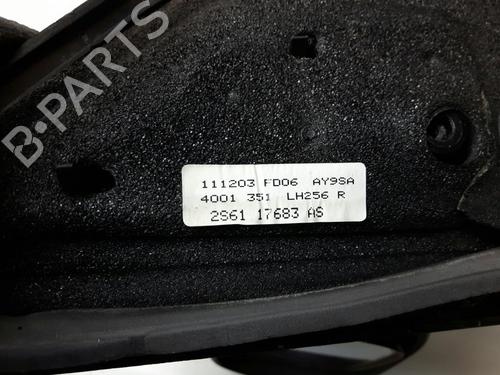 B-PARTS
111203 FD06 AY9SA
4001 351 LH256 R
2S61 17683 AS